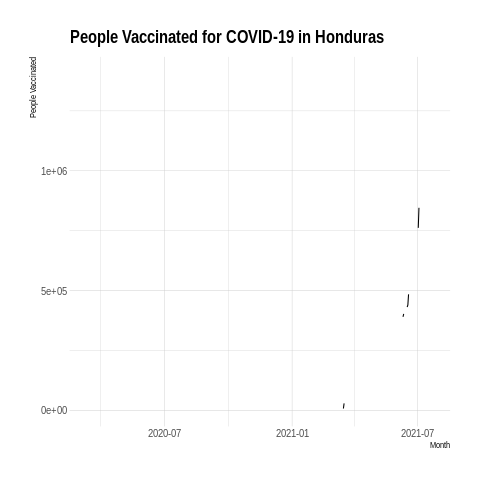 People Vaccinated for COVID-19 in Honduras
People Vaccinated
1e+06
5e+05
0e+00
2020-07
2021-01
2021-07
Month